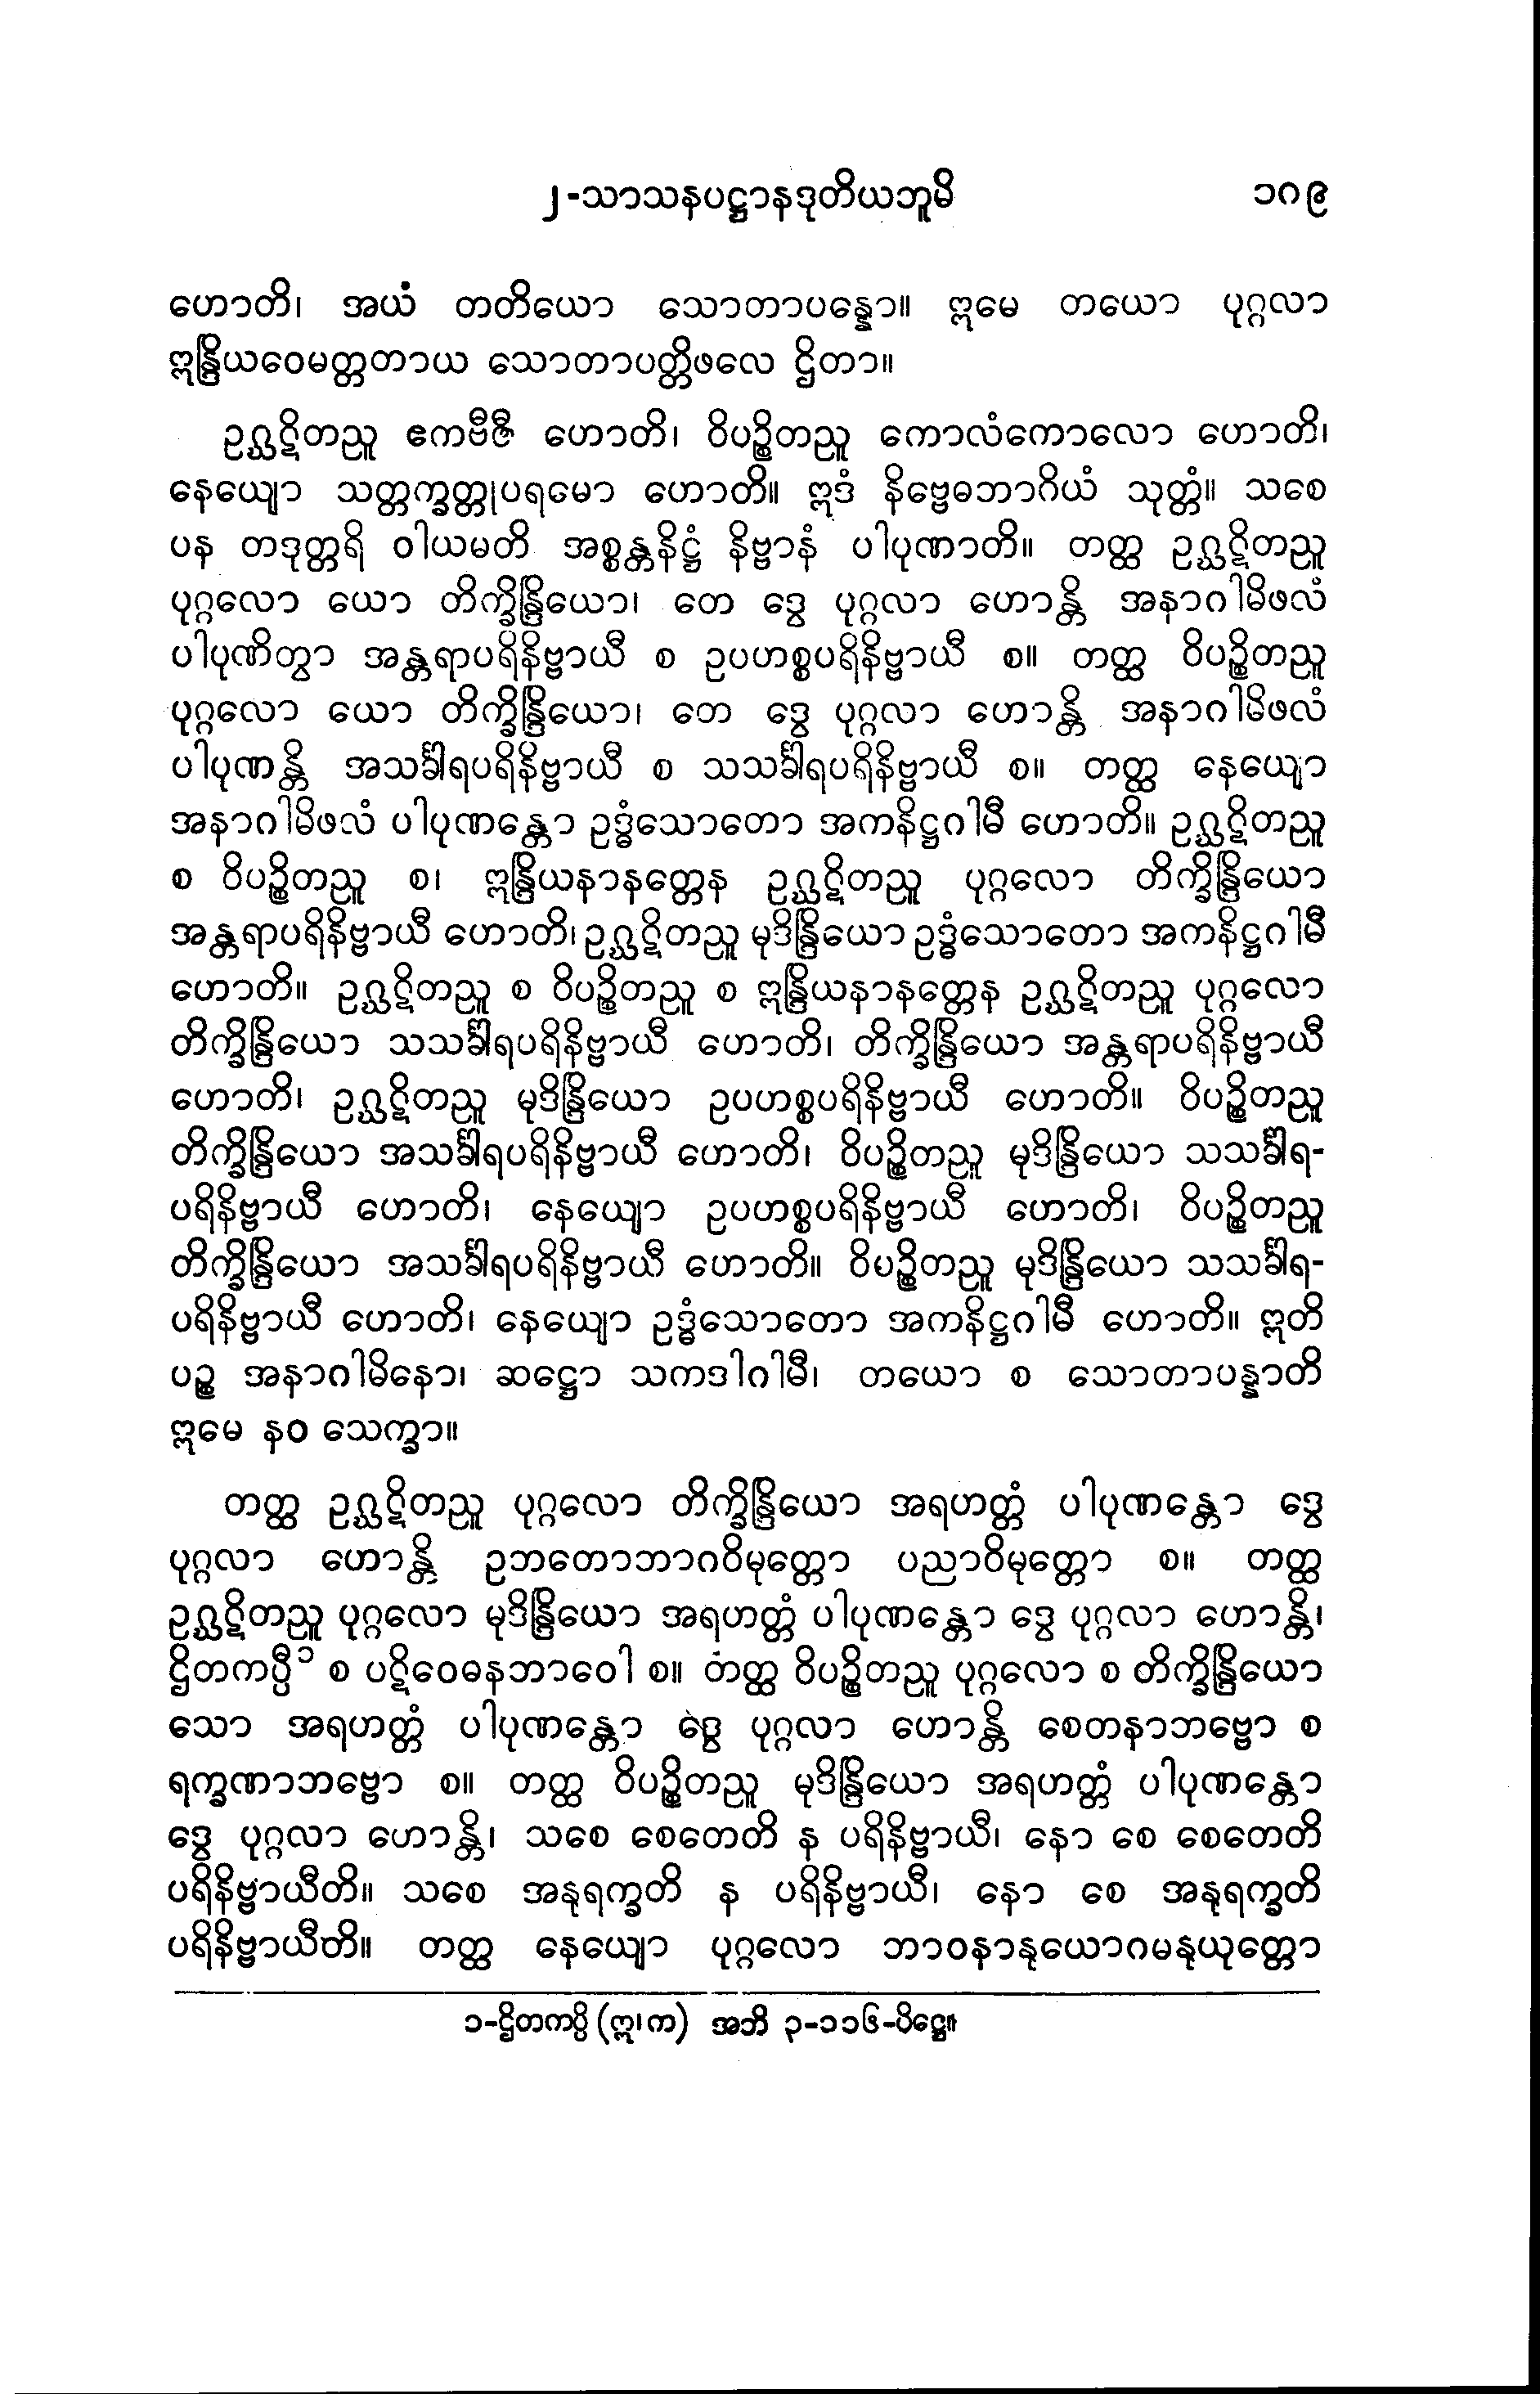 ၂-သာသနပဋ္ဌာနဒုတိယဘူမိ ၁၈၉
ဟောတိ၊ အယံ တတိယော သောတာပန္နော။ ဣမေ တယော ပုဂ္ဂလာ
ဣန္ဒြိယဝေမတ္တတာယ သောတာပတ္တိဖလေ ဌိတာ။
ဥဂ္ဃဋိတညူ ဧကဗီဇီ ဟောတိ၊ ဝိပဉ္စိတညူ ကောလံကောလော ဟောတိ၊
နေယျော သတ္တက္ခတ္တုပရမော ဟောတိ။ ဣဒံ နိဗ္ဗေဓဘာဂိယံ သုတ္တံ။ သစေ
ပန တဒုတ္တရိ ဝါယမတိ အစ္စန္တနိဋ္ဌံ နိဗ္ဗာနံ ပါပုဏာတိ။ တတ္ထ ဥဂ္ဃဋိတညူ
ပုဂ္ဂလော ယော တိက္ခိန္ဒြိယော၊ တေ ဒွေ ပုဂ္ဂလာ ဟောန္တိ အနာဂါမိဖလံ
ပါပုဏိတွာ အန္တရာပရိနိဗ္ဗာယီ စ ဥပဟစ္စပရိနိဗ္ဗာယီ စ။ တတ္ထ ဝိပဉ္စိတညူ
ပုဂ္ဂလော ယော တိက္ခိန္ဒြိယော၊ တေ ဒွေ ပုဂ္ဂလာ ဟောန္တိ အနာဂါမိဖလံ
ပါပုဏန္တိ အသင်္ခါရပရိနိဗ္ဗာယီ စ သသင်္ခါရပရိနိဗ္ဗာယီ စ။ တတ္ထ နေယျော
အနာဂါမိဖလံ ပါပုဏန္တော ဥဒ္ဓံသောတော အကနိဋ္ဌဂါမီ ဟောတိ။ ဥဂ္ဃဋိတညူ
စ ဝိပဉ္စိတညူ စ၊ ဣန္ဒြိယနာနတ္တေန ဥဂ္ဃဋိတညူ ပုဂ္ဂလော တိက္ခိန္ဒြိယော
အန္တရာပရိနိဗ္ဗာယီ ဟောတိ၊ ဥဂ္ဃဋိတညူ မုဒိန္ဒြိယော ဥဒ္ဓံသောတော အကနိဋ္ဌဂါမီ
ဟောတိ။ ဥဂ္ဃဋိတညူ စ ဝိပဉ္စိတညူ စ ဣန္ဒြိယနာနတ္တေန ဥဂ္ဃဋိတညူ ပုဂ္ဂလော
တိက္ခိန္ဒြိယော သသင်္ခါရပရိနိဗ္ဗာယီ ဟောတိ၊ တိက္ခိန္ဒြိယော အန္တရာပရိနိဗ္ဗာယီ
ဟောတိ၊ ဥဂ္ဃဋိတညူ မုဒိန္ဒြိယော ဥပဟစ္စပရိနိဗ္ဗာယီ ဟောတိ။ ဝိပဉ္စိတညူ
တိက္ခိန္ဒြိယော အသင်္ခါရပရိနိဗ္ဗာယီ ဟောတိ၊ ဝိပဉ္စိတညူ မုဒိန္ဒြိယော သသင်္ခါရ-
ပရိနိဗ္ဗာယီ ဟောတိ၊ နေယျော ဥပဟစ္စပရိနိဗ္ဗာယီ ဟောတိ၊ ဝိပဉ္စိတညူ
တိက္ခိန္ဒြိယော အသင်္ခါရပရိနိဗ္ဗာယီ ဟောတိ။ ဝိပဉ္စိတညူ မုဒိန္ဒြိယော သသင်္ခါရ-
ပရိနိဗ္ဗာယီ ဟောတိ၊ နေယျော ဥဒ္ဓံသောတော အကနိဋ္ဌဂါမီ ဟောတိ။ ဣတိ
ပဉ္စ အနာဂါမိနော၊ ဆဋ္ဌော သကဒါဂါမီ၊ တယော စ သောတာပန္နာတိ
ဣမေ နဝ သေက္ခာ။
တတ္ထ ဥဂ္ဃဋိတညူ ပုဂ္ဂလော တိက္ခိန္ဒြိယော အရဟတ္တံ ပါပုဏန္တော ဒွေ
ပုဂ္ဂလာ ဟောန္တိ ဥဘတောဘာဂဝိမုတ္တော ပညာဝိမုတ္တော စ။ တတ္ထ
ဥဂ္ဃဋိတညူ ပုဂ္ဂလော မုဒိန္ဒြိယော အရဟတ္တံ ပါပုဏန္တော ဒွေ ပုဂ္ဂလာ ဟောန္တိ၊
ဌိတကပ္ပီ၁ စ ပဋိဝေဓနဘာဝေါ စ။ တတ္ထ ဝိပဉ္စိတညူ ပုဂ္ဂလော စ တိက္ခိန္ဒြိယော
သော အရဟတ္တံ ပါပုဏန္တော ဒွေ ပုဂ္ဂလာ ဟောန္တိ စေတနာဘဗ္ဗော စ
ရက္ခဏာဘဗ္ဗော စ။ တတ္ထ ဝိပဉ္စိတညူ မုဒိန္ဒြိယော အရဟတ္တံ ပါပုဏန္တော
ဒွေ ပုဂ္ဂလာ ဟောန္တိ၊ သစေ စေတေတိ န ပရိနိဗ္ဗာယီ၊ နော စေ စေတေတိ
ပရိနိဗ္ဗာယီတိ။ သစေ အနုရက္ခတိ န ပရိနိဗ္ဗာယီ၊ နော စေ အနုရက္ခတိ
ပရိနိဗ္ဗာယီတိ။ တတ္ထ နေယျော ပုဂ္ဂလော ဘာဝနာနုယောဂမနုယုတ္တော
၁-ဌိတကပ္ပိ (ဣ၊က) အဘိ ၃-၁၁၆-ပိဋ္ဌေ။